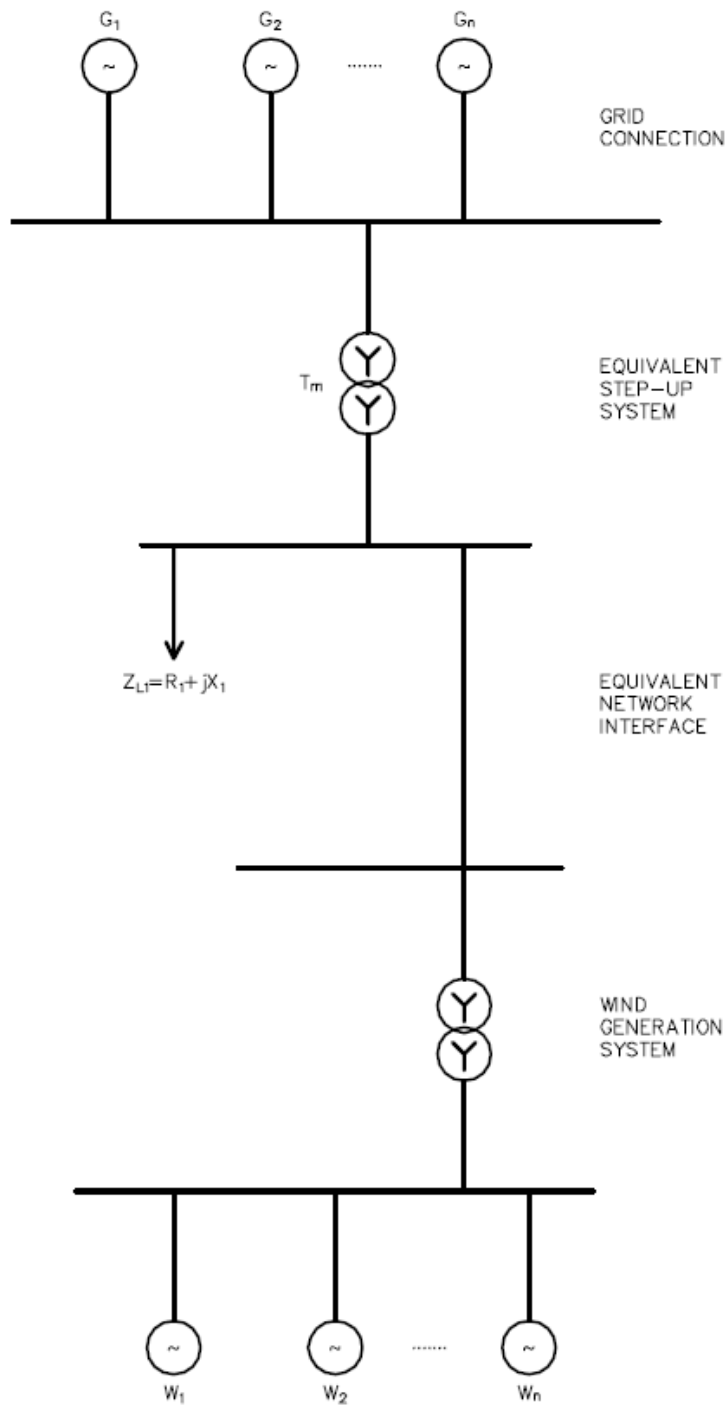 G₁ G₂ ....... Gₙ
~ ~ ~
GRID
CONNECTION
Tₘ
Y
Y
EQUIVALENT
STEP-UP
SYSTEM
Z_L1=R₁+jX₁
EQUIVALENT
NETWORK
INTERFACE
Y
Y
WIND
GENERATION
SYSTEM
~ ~ ....... ~
W₁ W₂ Wₙ